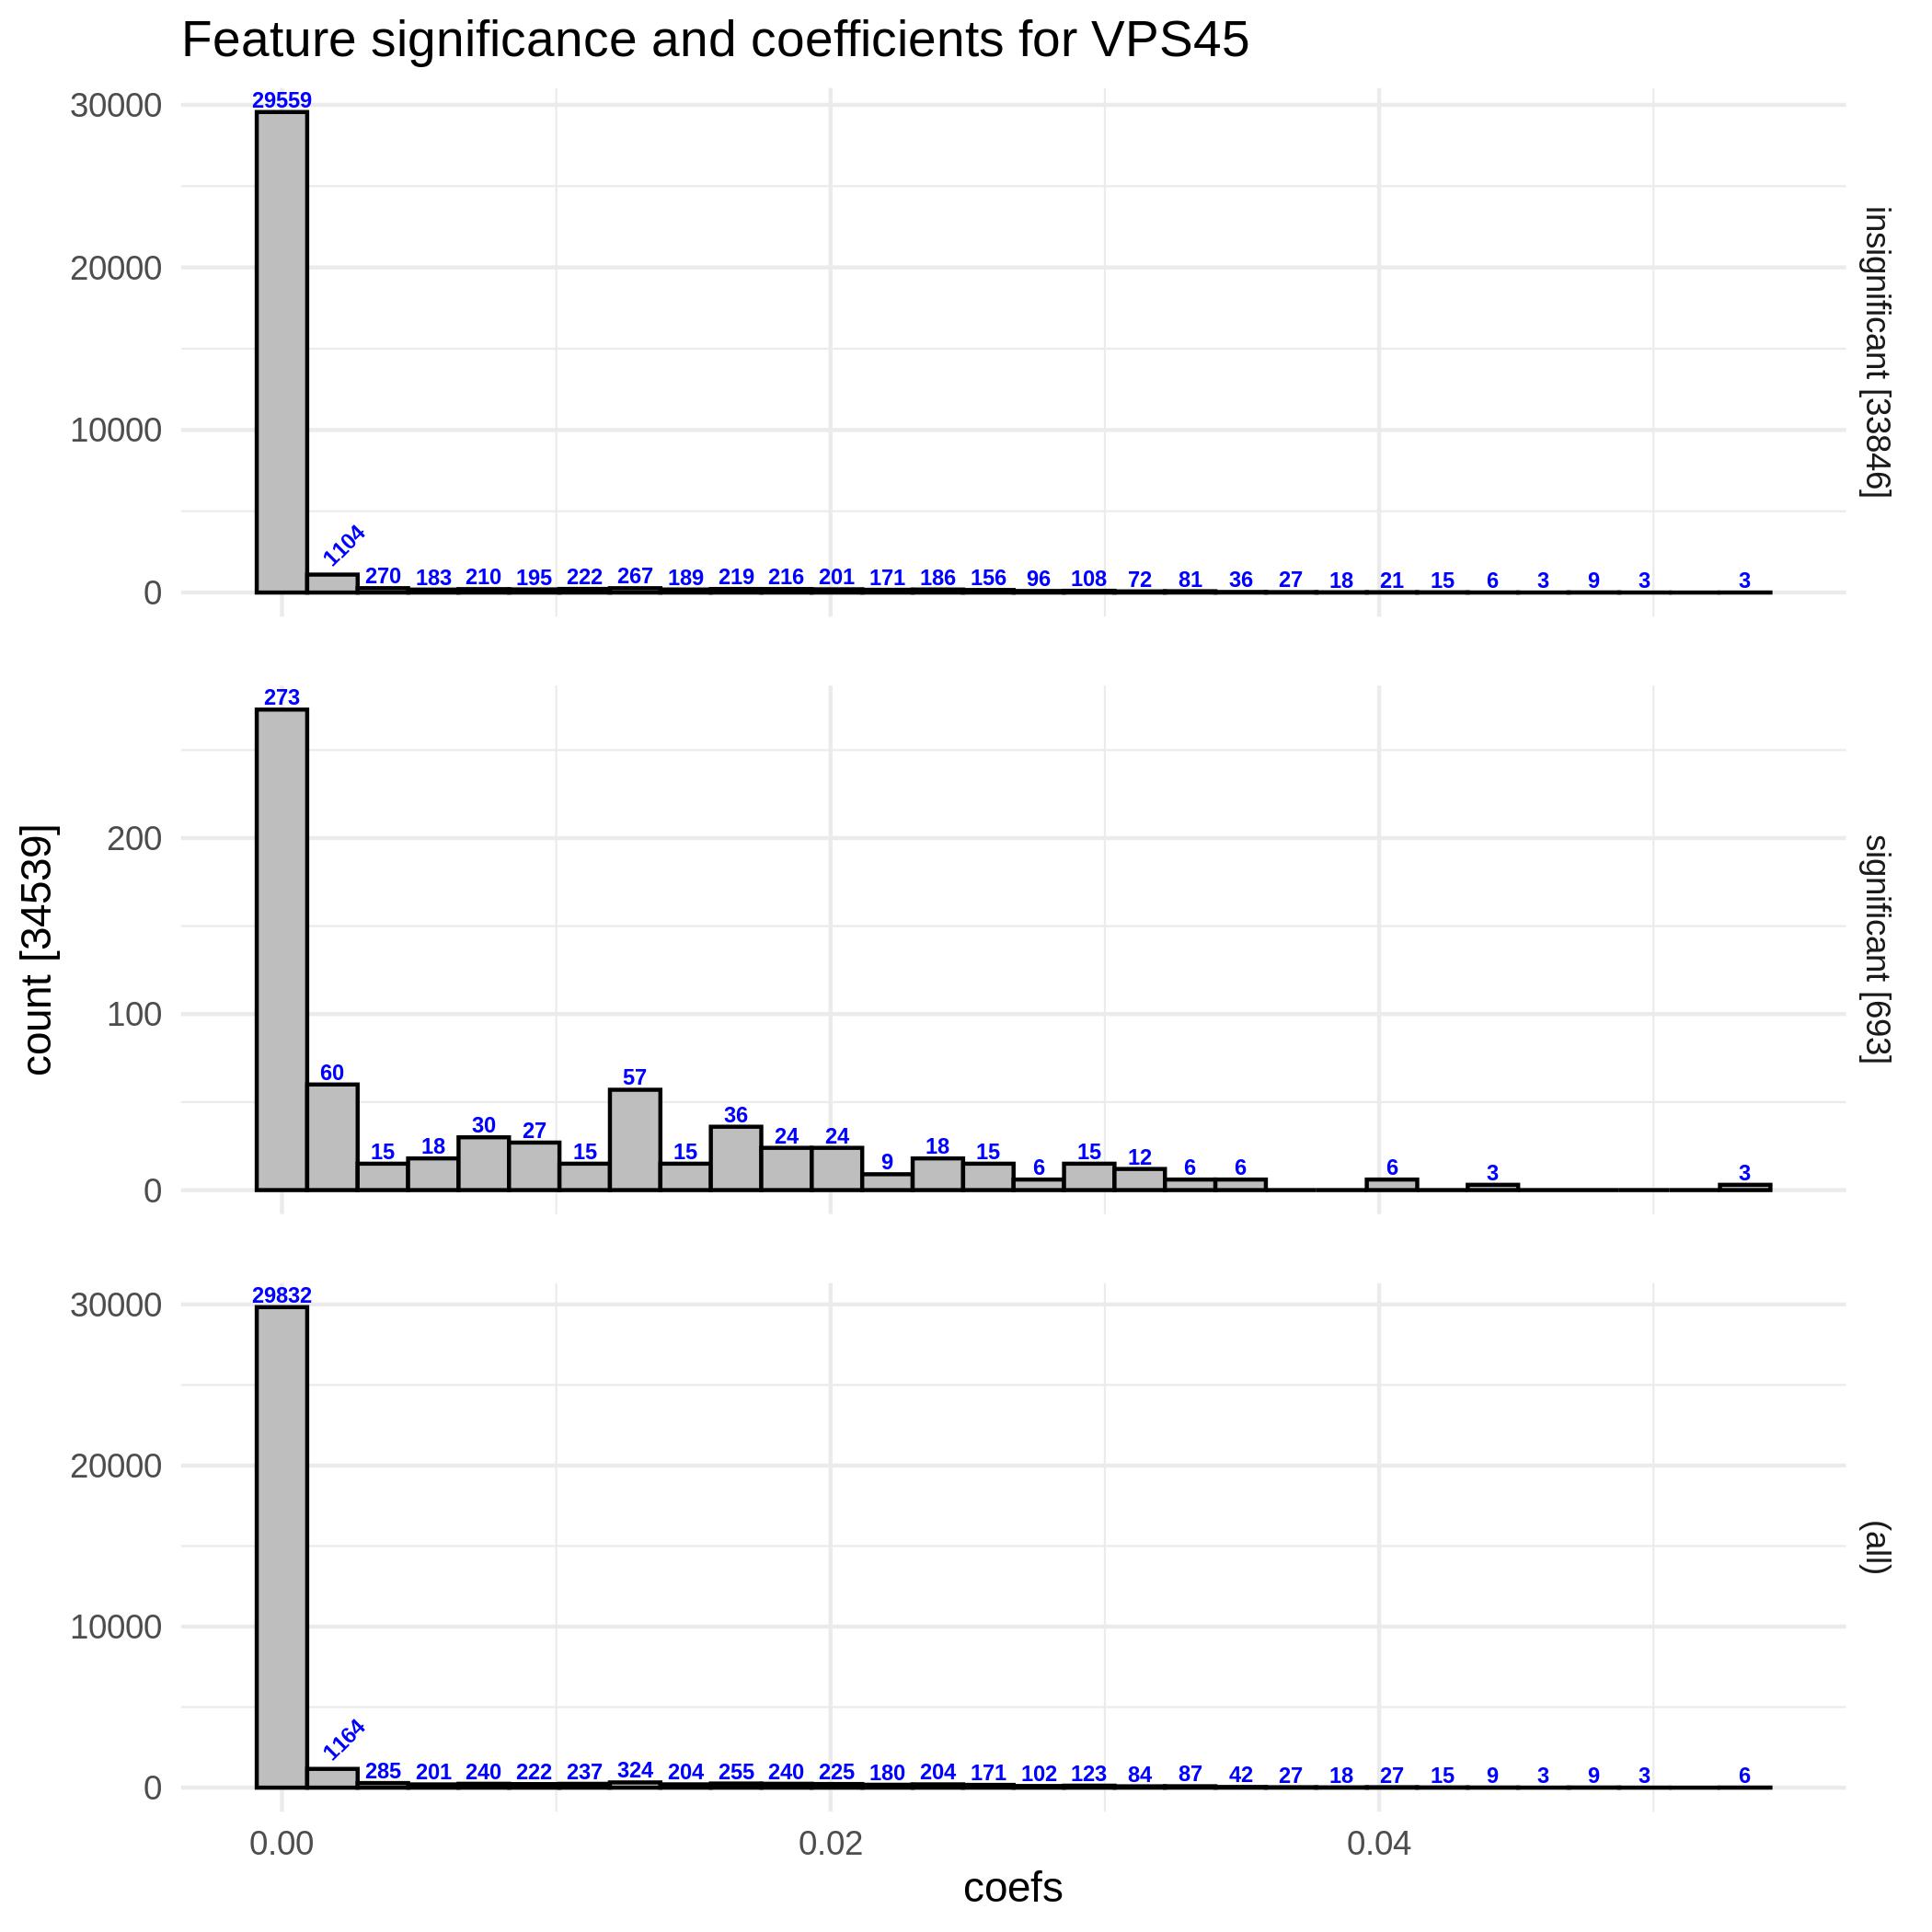 Feature significance and coefficients for VPS45
count [34539]
30000
20000
10000
0
29559
1104
270 183 210 195 222 267 189 219 216 201 171 186 156 96 108 72 81 36 27 18 21 15 6 3 9 3 3
insignificant [33846]
200
100
0
273
60
15 18 30 27 15 57 15 36 24 24 9 18 15 6 15 12 6 6 6 3 3
significant [693]
30000
20000
10000
0
29832
1164
285 201 240 222 237 324 204 255 240 225 180 204 171 102 123 84 87 42 27 18 27 15 9 3 9 3 6
(all)
0.00 0.02 0.04
coefs